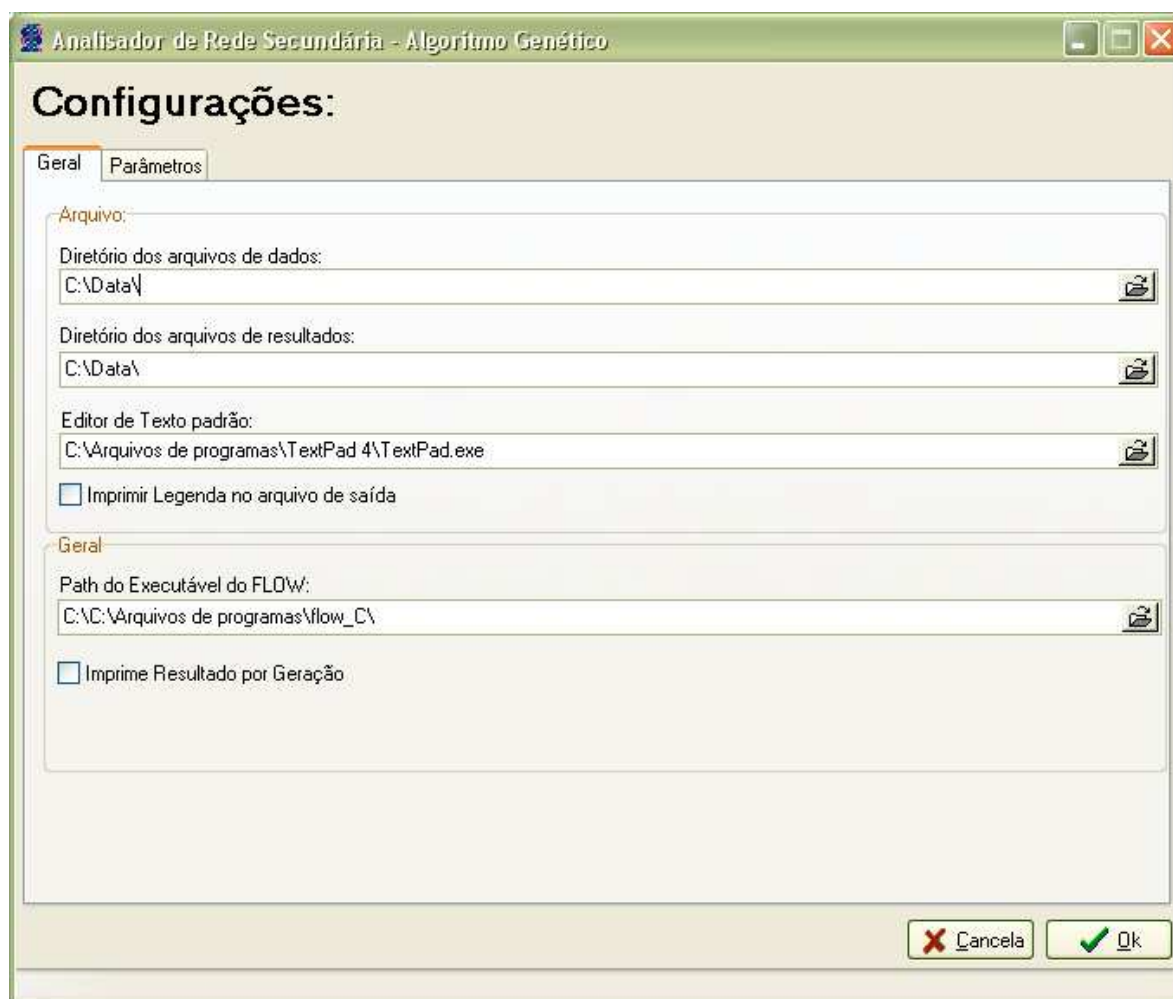 Analisador de Rede Secundária - Algoritmo Genético
Configurações:
Geral
Parâmetros
Arquivo:
Diretório dos arquivos de dados:
C:\Data\
Diretório dos arquivos de resultados:
C:\Data\
Editor de Texto padrão:
C:\Arquivos de programas\TextPad 4\TextPad.exe
Imprimir Legenda no arquivo de saída
Geral
Path do Executável do FLOW:
C:\C:\Arquivos de programas\flow_C\
Imprime Resultado por Geração
Cancela
Ok